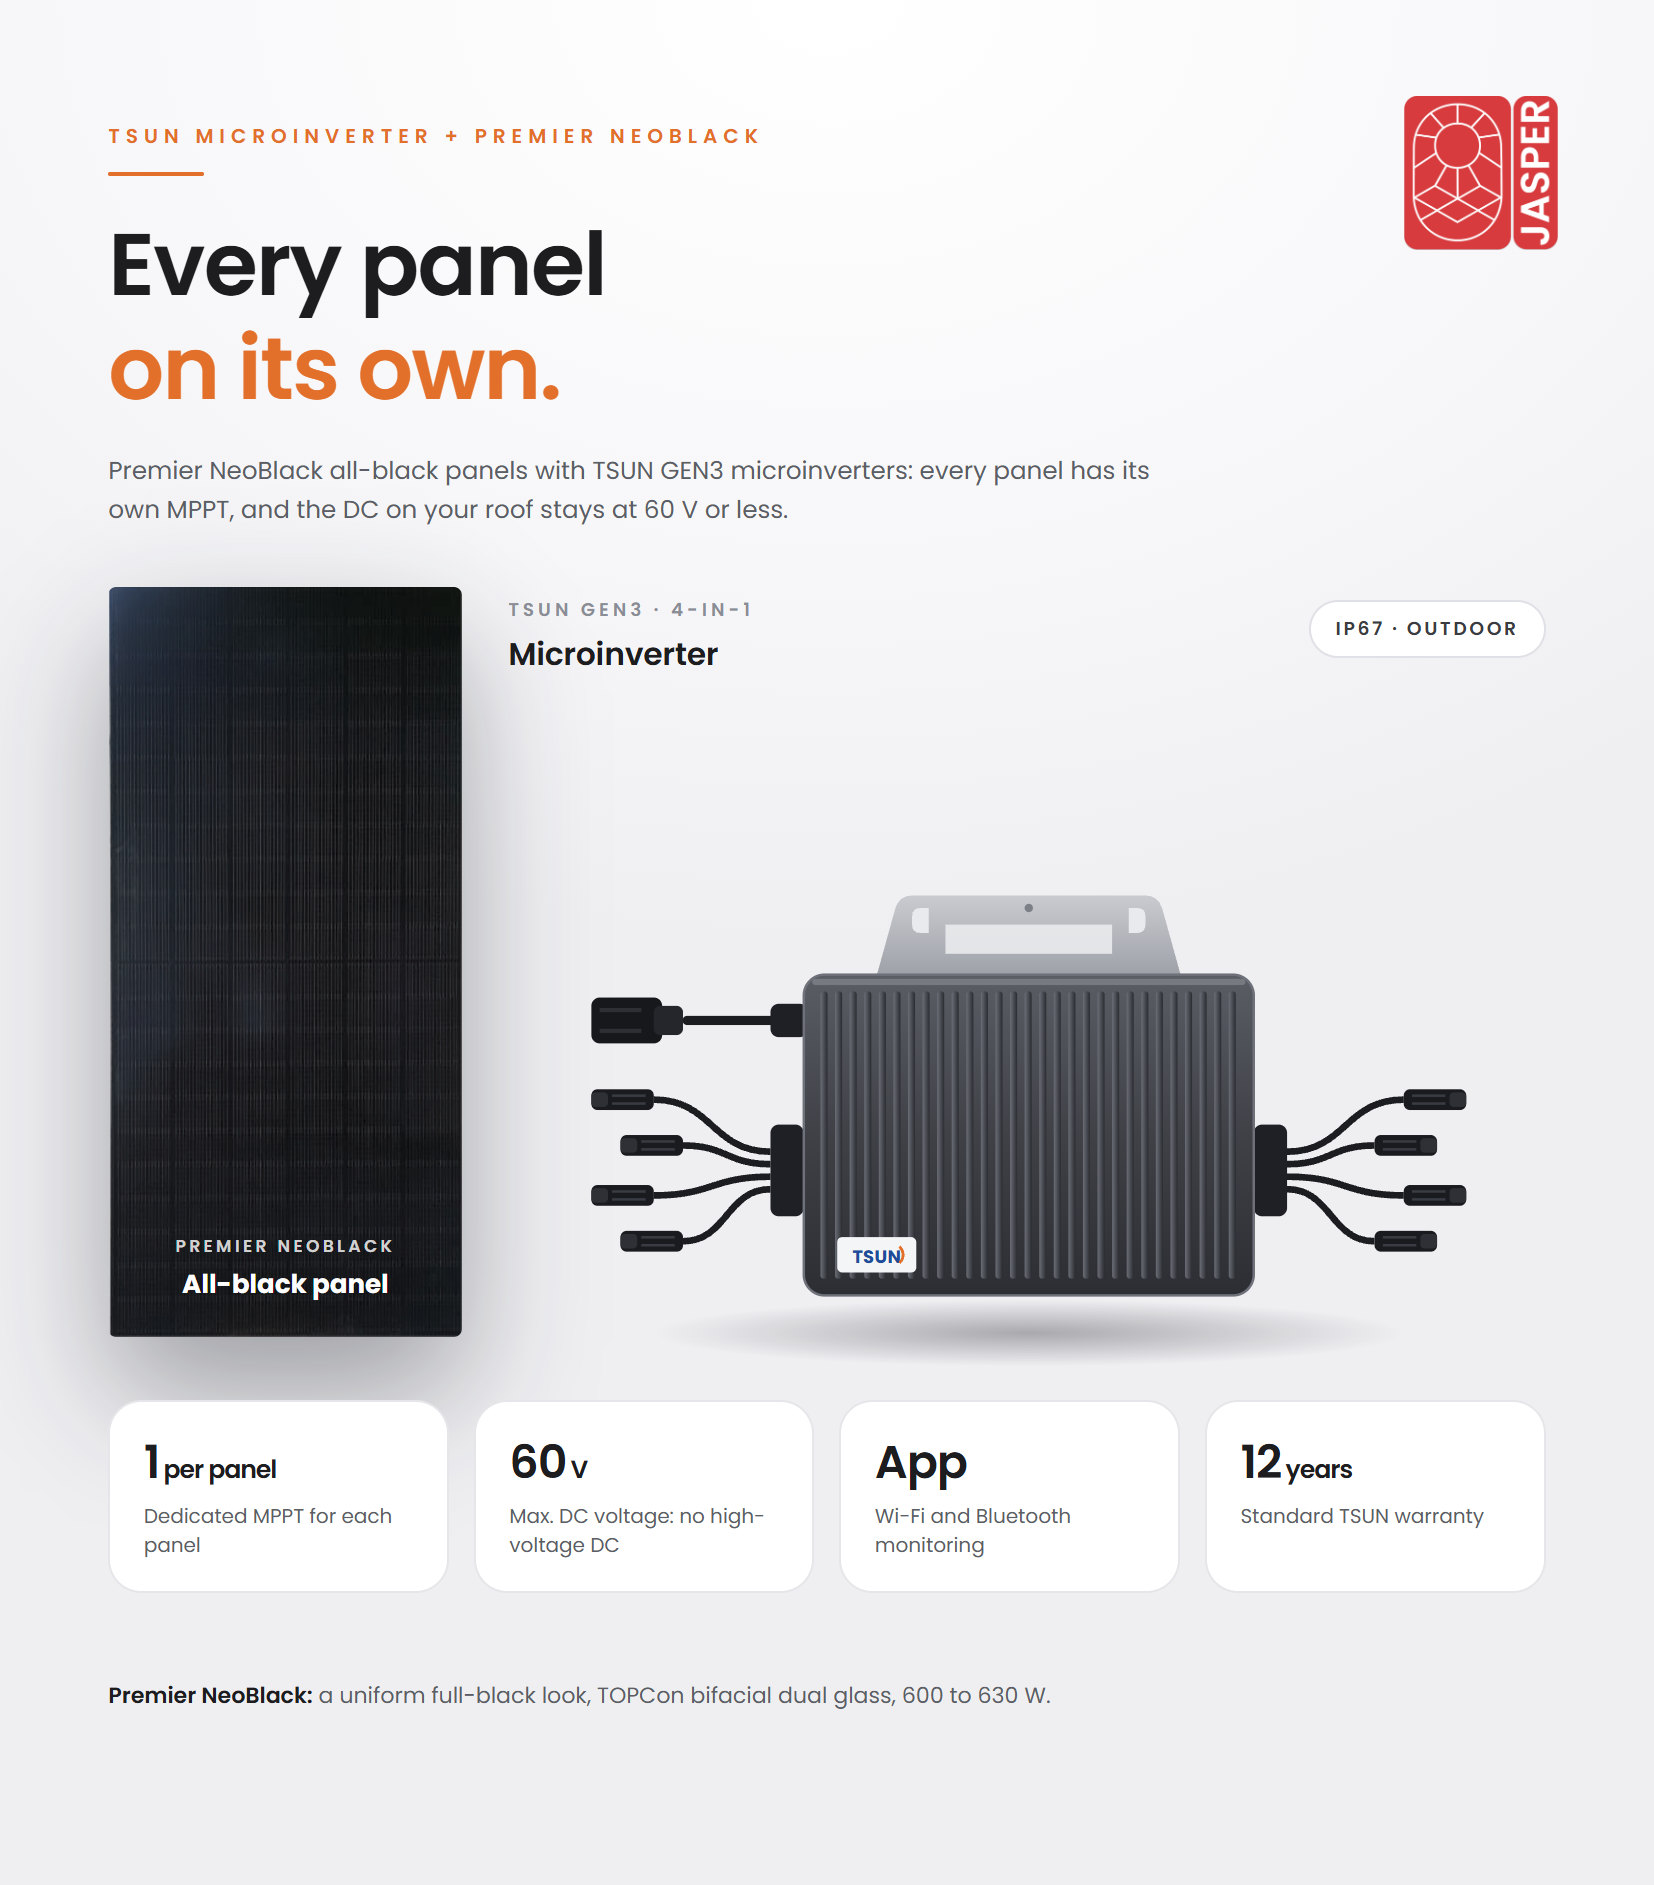 TSUN MICROINVERTER + PREMIER NEOBLACK
JASPER
Every panel
on its own.
Premier NeoBlack all-black panels with TSUN GEN3 microinverters: every panel has its
own MPPT, and the DC on your roof stays at 60 V or less.
TSUN GEN3 · 4-IN-1
Microinverter
IP67 · OUTDOOR
PREMIER NEOBLACK
All-black panel
TSUN
1 per panel
Dedicated MPPT for each
panel
60 V
Max. DC voltage: no high-
voltage DC
App
Wi-Fi and Bluetooth
monitoring
12 years
Standard TSUN warranty
Premier NeoBlack: a uniform full-black look, TOPCon bifacial dual glass, 600 to 630 W.